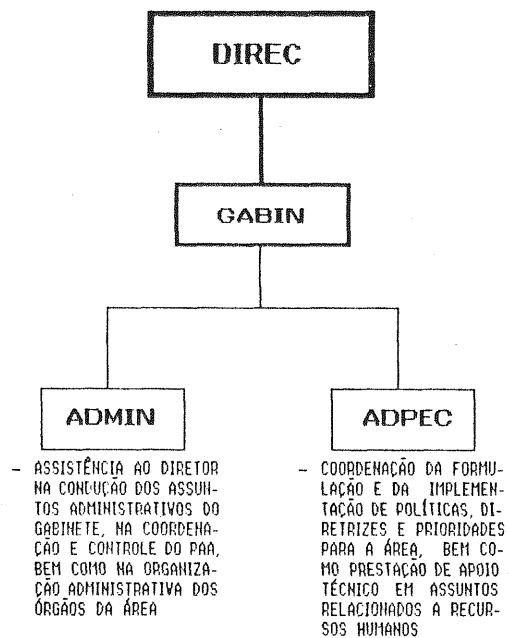 DIREC
GABIN
ADMIN
- ASSISTÊNCIA AO DIRETOR
NA CONDUÇÃO DOS ASSUN-
TOS ADMINISTRATIVOS DO
GABINETE, NA COORDENA-
ÇÃO E CONTROLE DO PAA,
BEM COMO NA ORGANIZA-
ÇÃO ADMINISTRATIVA DOS
ÓRGÃOS DA ÁREA
ADPEC
- COORDENAÇÃO DA FORMU-
LAÇÃO E DA IMPLEMEN-
TAÇÃO DE POLÍTICAS, DI-
RETRIZES E PRIORIDADES
PARA A ÁREA, BEM CO-
MO PRESTAÇÃO DE APOIO
TÉCNICO EM ASSUNTOS
RELACIONADOS A RECUR-
SOS HUMANOS